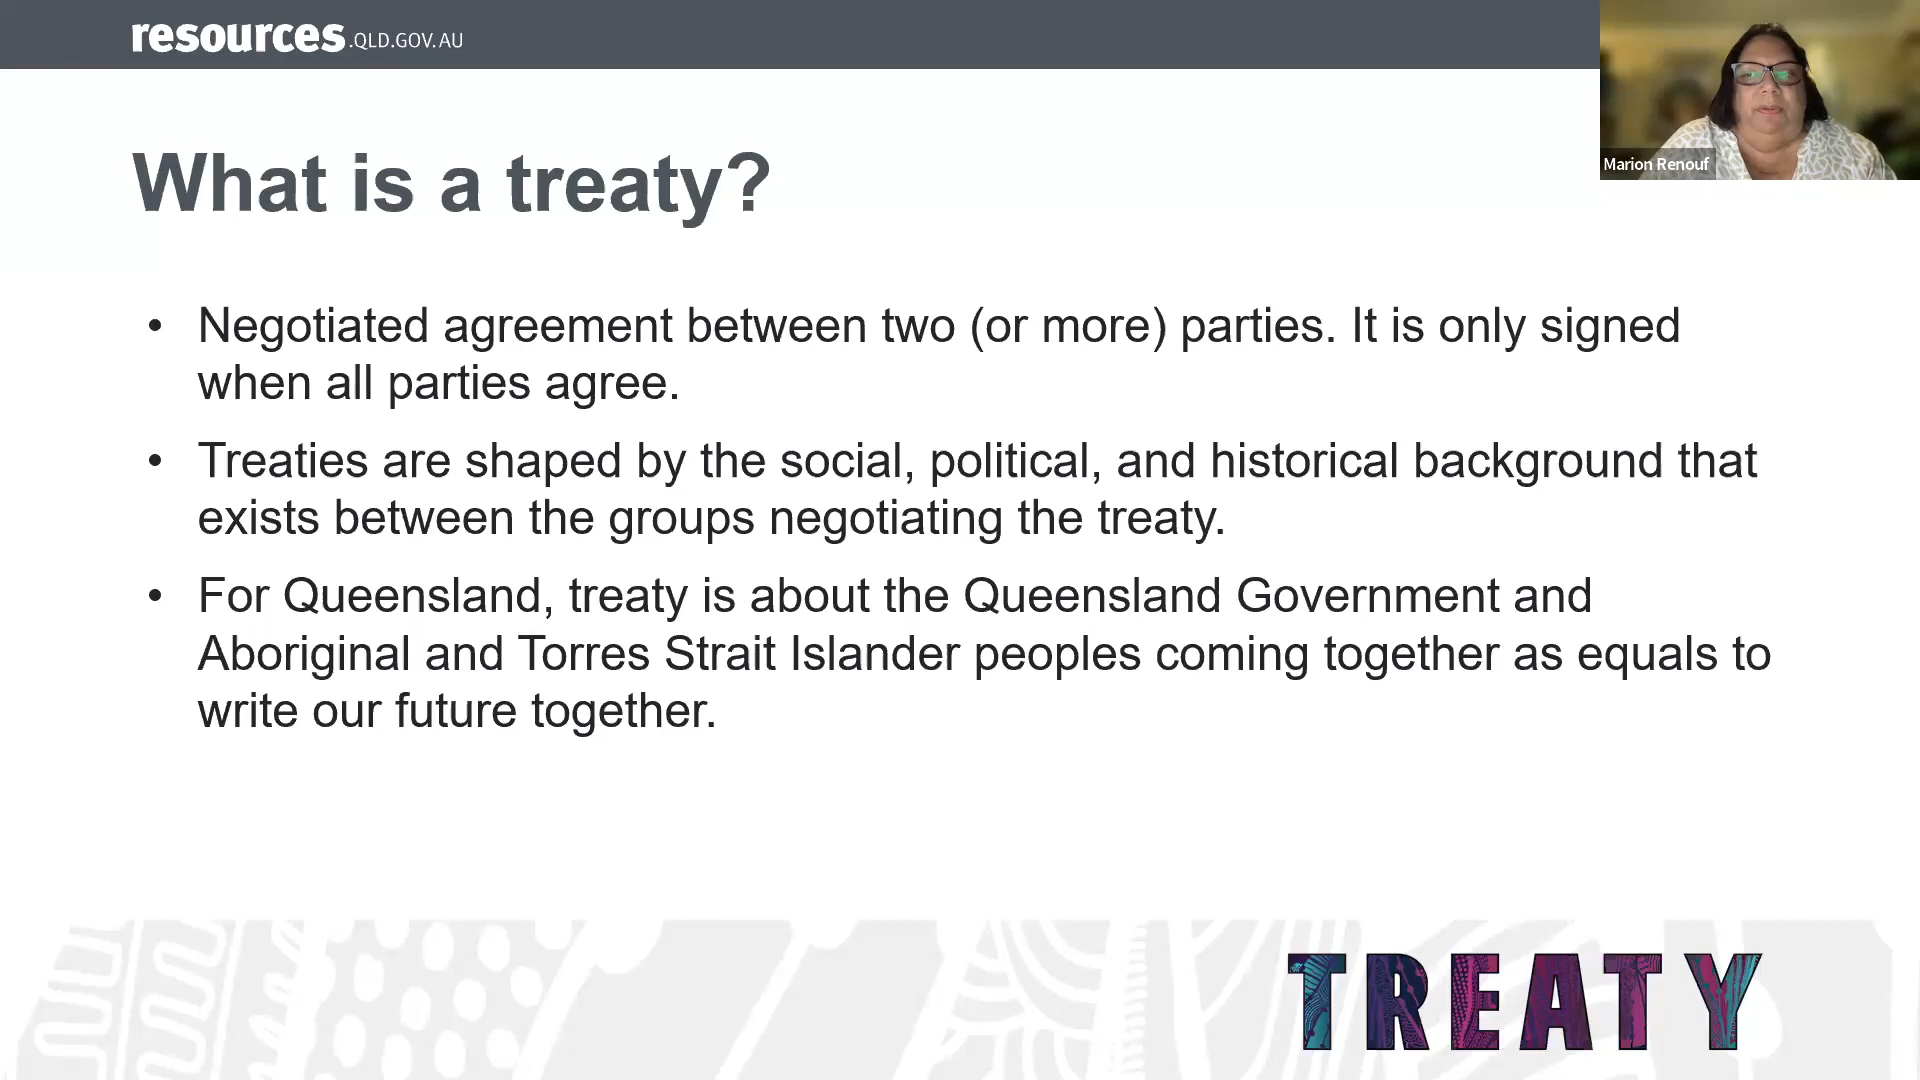 resources.QLD.GOV.AU
Marion Renouf
What is a treaty?
• Negotiated agreement between two (or more) parties. It is only signed
when all parties agree.
• Treaties are shaped by the social, political, and historical background that
exists between the groups negotiating the treaty.
• For Queensland, treaty is about the Queensland Government and
Aboriginal and Torres Strait Islander peoples coming together as equals to
write our future together.
TREATY